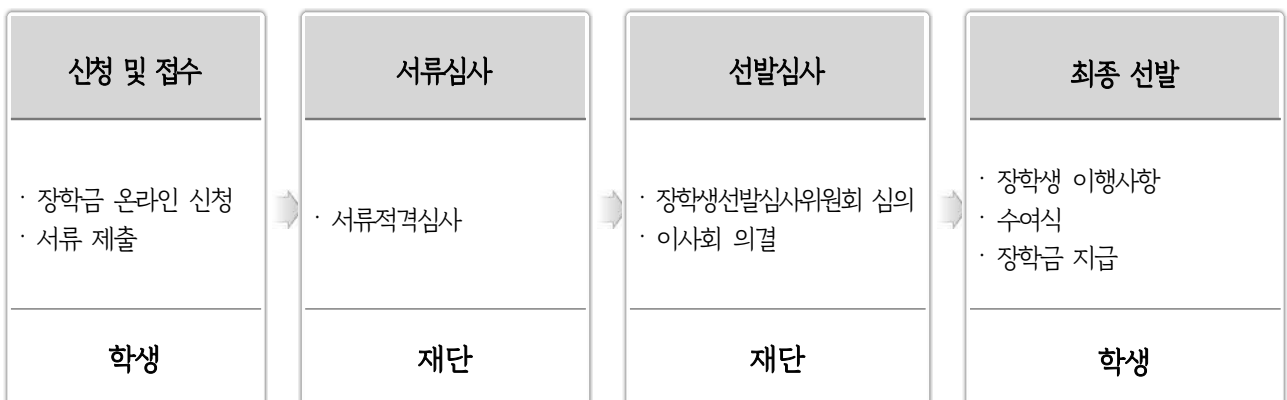 신청 및 접수
· 장학금 온라인 신청
· 서류 제출
학생
서류심사
· 서류적격심사
재단
선발심사
· 장학생선발심사위원회 심의
· 이사회 의결
재단
최종 선발
· 장학생 이행사항
· 수여식
· 장학금 지급
학생